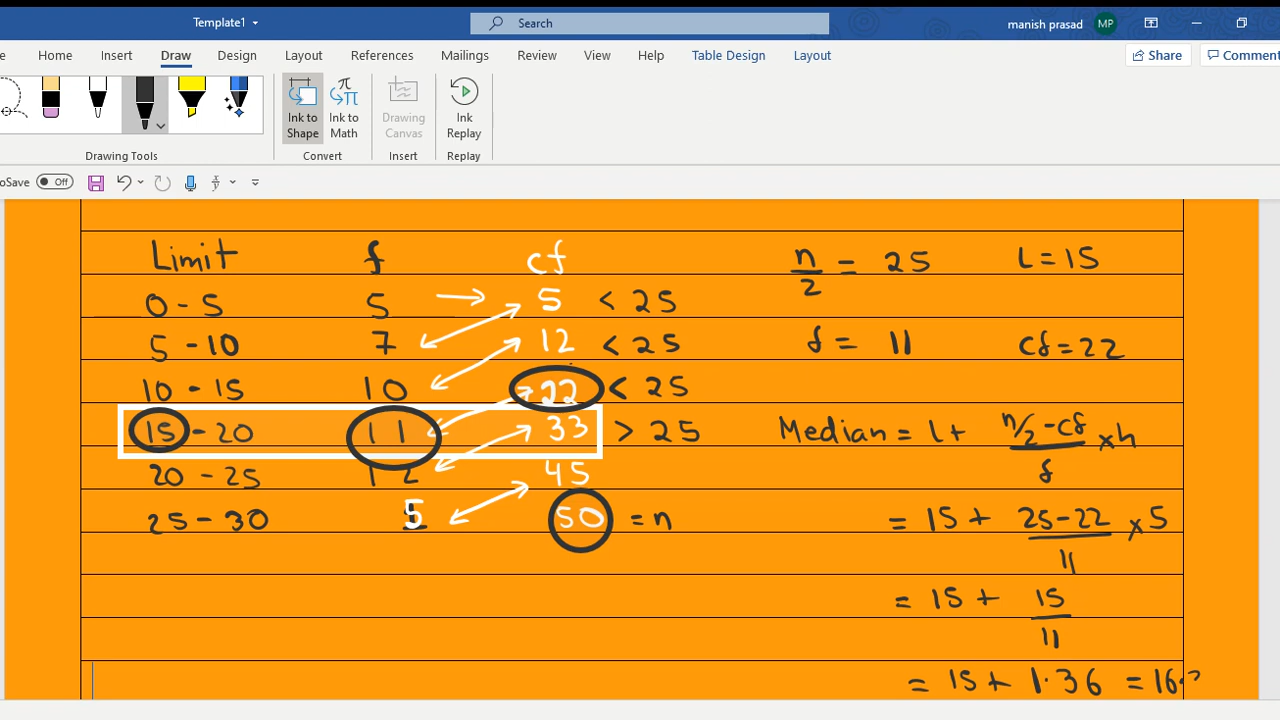 Template1
Search
manish prasad MP
Home Insert Draw Design Layout References Mailings Review View Help Table Design Layout Share Comment
Ink to Shape
Ink to Math
Drawing Canvas
Ink Replay
Drawing Tools Convert Insert Replay
oSave Off
Limit f cf n/2 = 25 l = 15
0 - 5 5 5 < 25
5 - 10 7 12 < 25 f = 11 cf = 22
10 - 15 10 22 < 25
15 - 20 11 33 > 25 Median = l + (n/2 - cf)/f × h
20 - 25 12 45
25 - 30 5 50 = n = 15 + (25 - 22)/11 × 5
= 15 + 15/11
= 15 + 1.36 = 16.